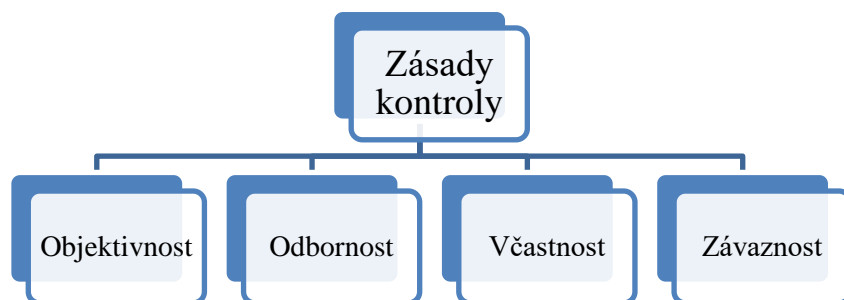 Zásady
kontroly
Objektivnost
Odbornost
Včastnost
Závaznost